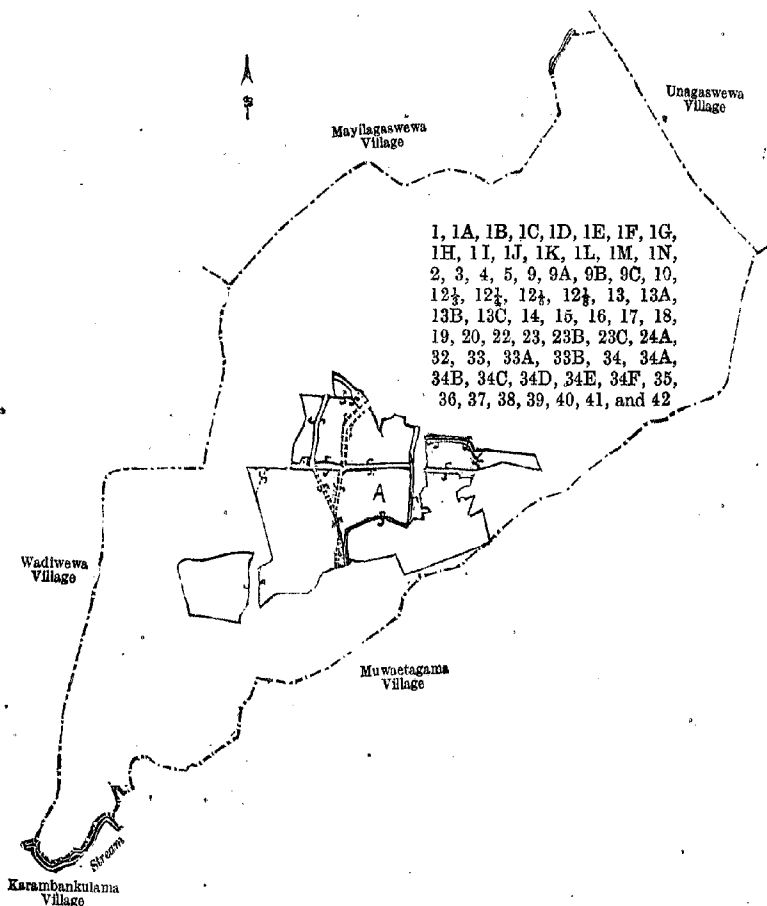 Unagaswewa
Village
Mayilagaswewa
Village
1, 1A, 1B, 1C, 1D, 1E, 1F, 1G,
1H, 1I, 1J, 1K, 1L, 1M, 1N,
2, 3, 4, 5, 9, 9A, 9B, 9C, 10,
12⅓, 12¼, 12⅕, 12⅛, 13, 13A,
13B, 13C, 14, 15, 16, 17, 18,
19, 20, 22, 23, 23B, 23C, 24A,
32, 33, 33A, 33B, 34, 34A,
34B, 34C, 34D, 34E, 34F, 35,
36, 37, 38, 39, 40, 41, and 42
A
Wadiwewa
Village
Muwaetagama
Village
Stream
Karambankulama
Village